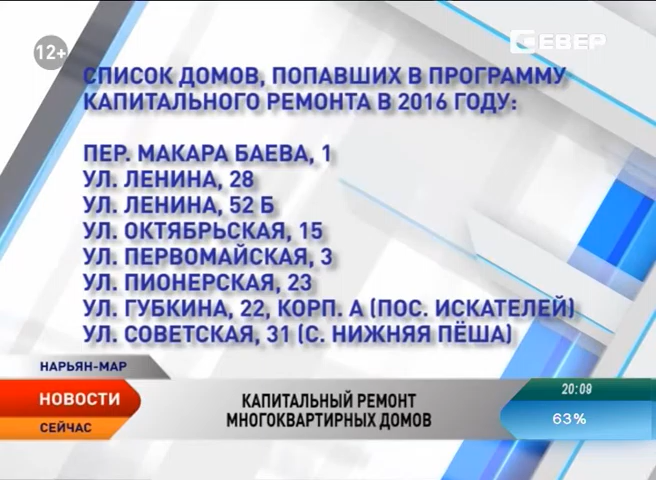 12+
СЕВЕР
СПИСОК ДОМОВ, ПОПАВШИХ В ПРОГРАММУ
КАПИТАЛЬНОГО РЕМОНТА В 2016 ГОДУ:
ПЕР. МАКАРА БАЕВА, 1
УЛ. ЛЕНИНА, 28
УЛ. ЛЕНИНА, 52 Б
УЛ. ОКТЯБРЬСКАЯ, 15
УЛ. ПЕРВОМАЙСКАЯ, 3
УЛ. ПИОНЕРСКАЯ, 23
УЛ. ГУБКИНА, 22, КОРП. А (ПОС. ИСКАТЕЛЕЙ)
УЛ. СОВЕТСКАЯ, 31 (С. НИЖНЯЯ ПЁША)
НАРЬЯН-МАР
НОВОСТИ
СЕЙЧАС
КАПИТАЛЬНЫЙ РЕМОНТ
МНОГОКВАРТИРНЫХ ДОМОВ
20:09
63%